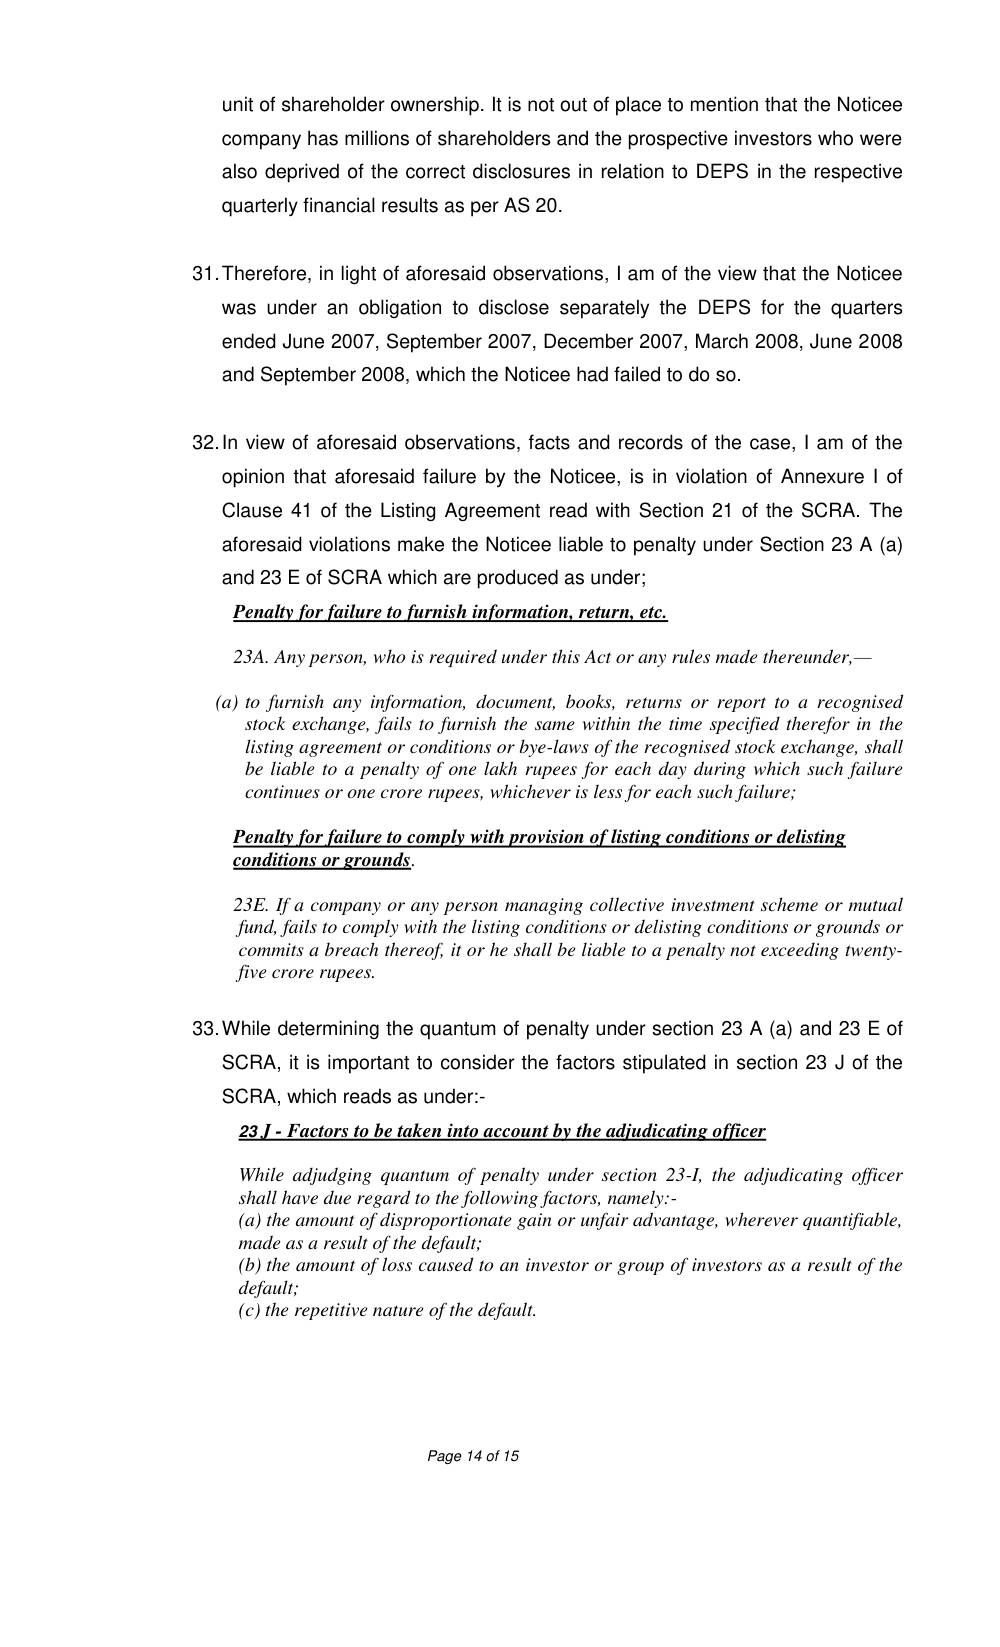 unit of shareholder ownership. It is not out of place to mention that the Noticee
company has millions of shareholders and the prospective investors who were
also deprived of the correct disclosures in relation to DEPS in the respective
quarterly financial results as per AS 20.
31. Therefore, in light of aforesaid observations, I am of the view that the Noticee
was under an obligation to disclose separately the DEPS for the quarters
ended June 2007, September 2007, December 2007, March 2008, June 2008
and September 2008, which the Noticee had failed to do so.
32. In view of aforesaid observations, facts and records of the case, I am of the
opinion that aforesaid failure by the Noticee, is in violation of Annexure I of
Clause 41 of the Listing Agreement read with Section 21 of the SCRA. The
aforesaid violations make the Noticee liable to penalty under Section 23 A (a)
and 23 E of SCRA which are produced as under;
Penalty for failure to furnish information, return, etc.
23A. Any person, who is required under this Act or any rules made thereunder,—
(a) to furnish any information, document, books, returns or report to a recognised
stock exchange, fails to furnish the same within the time specified therefor in the
listing agreement or conditions or bye-laws of the recognised stock exchange, shall
be liable to a penalty of one lakh rupees for each day during which such failure
continues or one crore rupees, whichever is less for each such failure;
Penalty for failure to comply with provision of listing conditions or delisting
conditions or grounds.
23E. If a company or any person managing collective investment scheme or mutual
fund, fails to comply with the listing conditions or delisting conditions or grounds or
commits a breach thereof, it or he shall be liable to a penalty not exceeding twenty-
five crore rupees.
33. While determining the quantum of penalty under section 23 A (a) and 23 E of
SCRA, it is important to consider the factors stipulated in section 23 J of the
SCRA, which reads as under:-
23 J - Factors to be taken into account by the adjudicating officer
While adjudging quantum of penalty under section 23-I, the adjudicating officer
shall have due regard to the following factors, namely:-
(a) the amount of disproportionate gain or unfair advantage, wherever quantifiable,
made as a result of the default;
(b) the amount of loss caused to an investor or group of investors as a result of the
default;
(c) the repetitive nature of the default.
Page 14 of 15